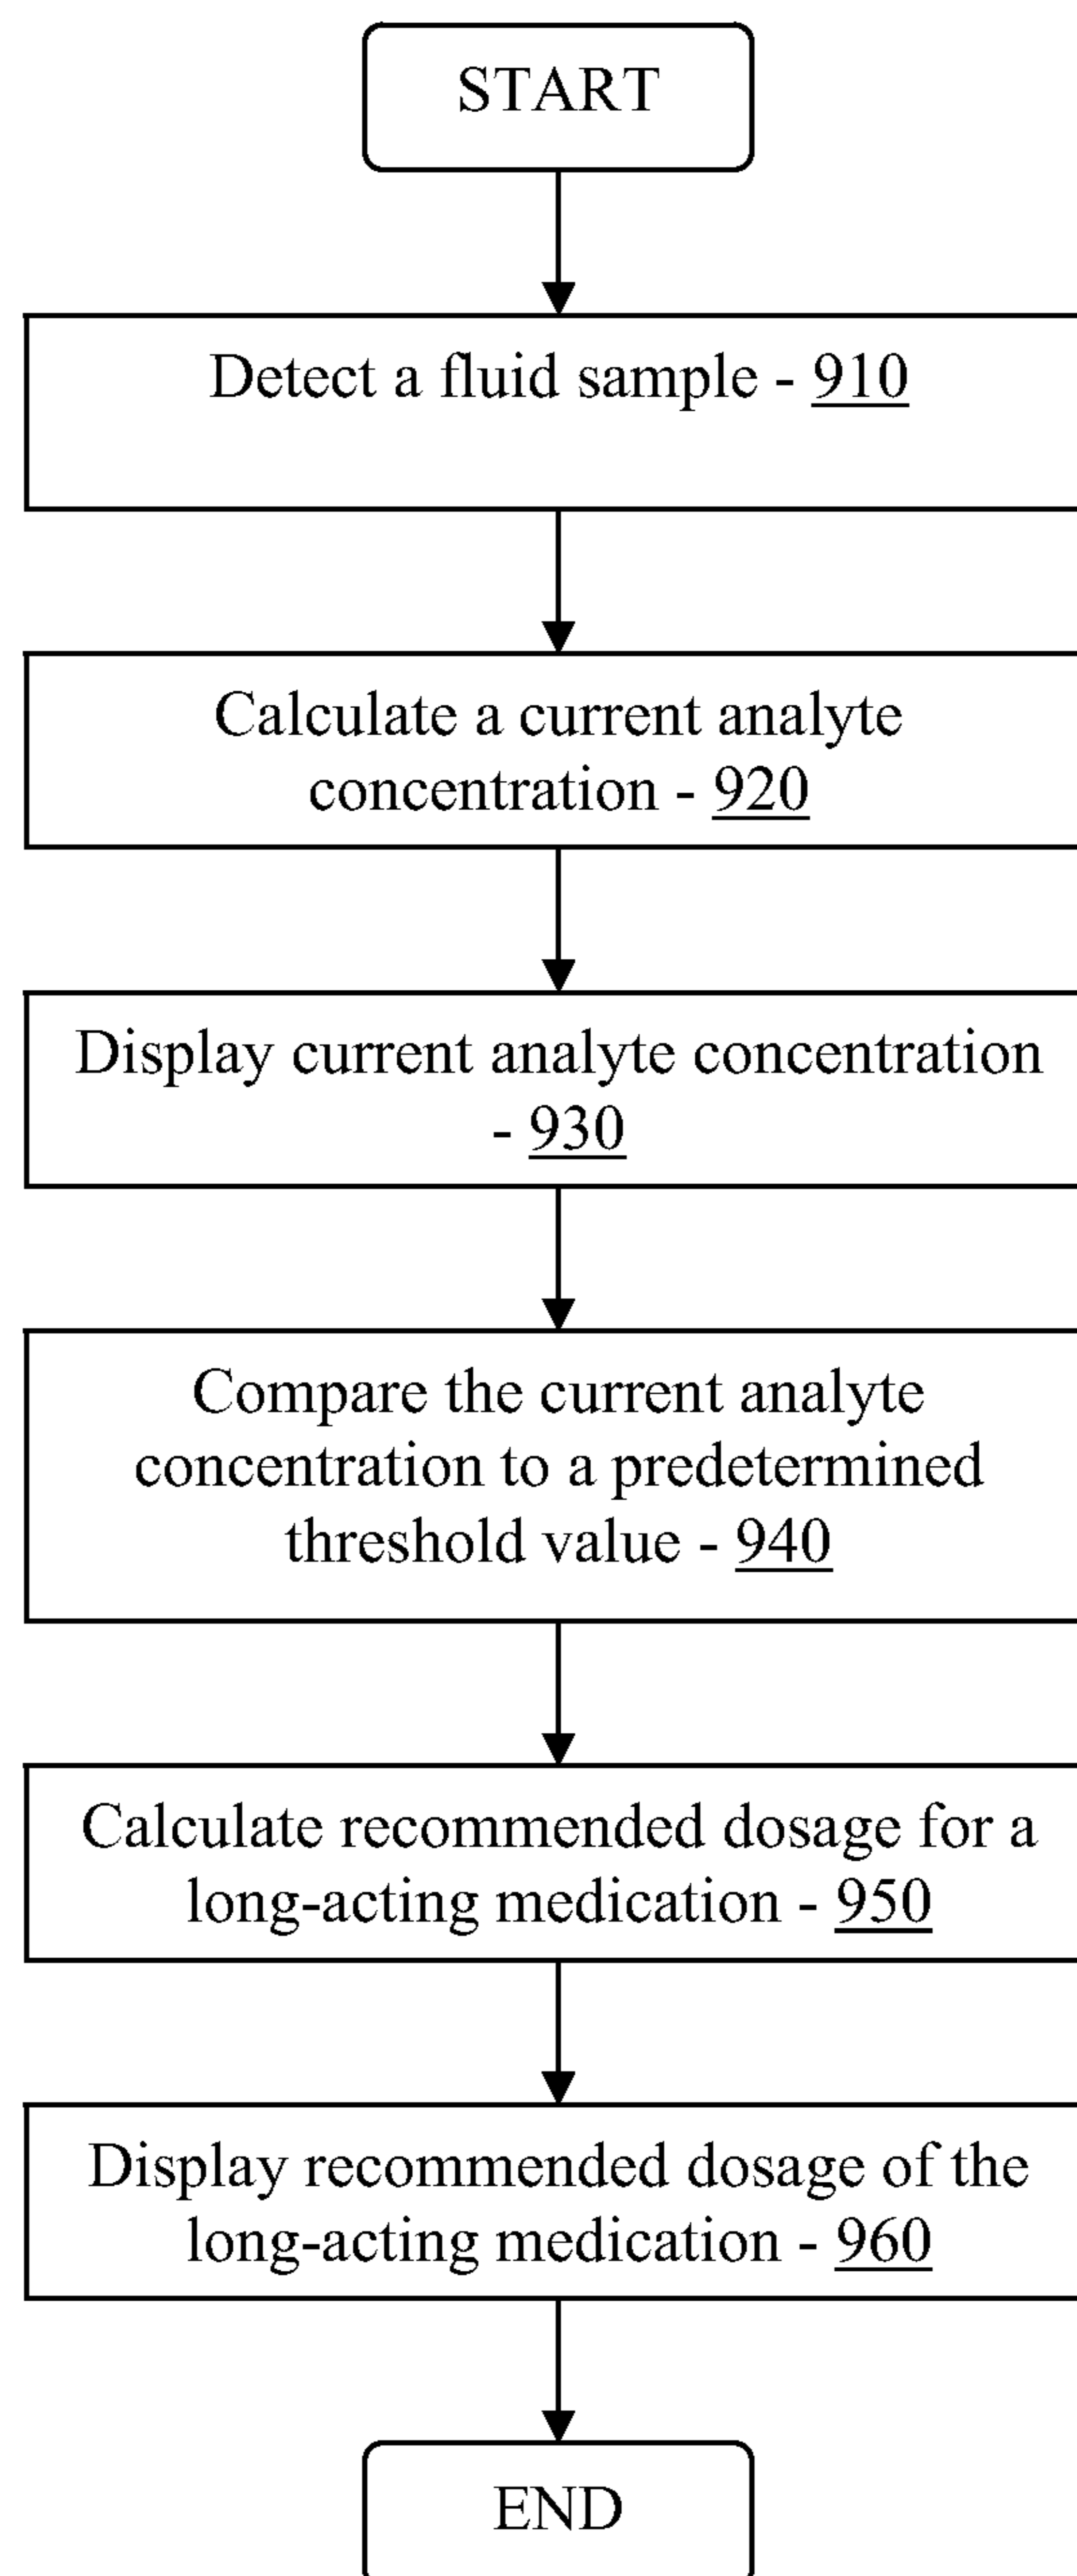 START
Detect a fluid sample - 910
Calculate a current analyte
concentration - 920
Display current analyte concentration
- 930
Compare the current analyte
concentration to a predetermined
threshold value - 940
Calculate recommended dosage for a
long-acting medication - 950
Display recommended dosage of the
long-acting medication - 960
END